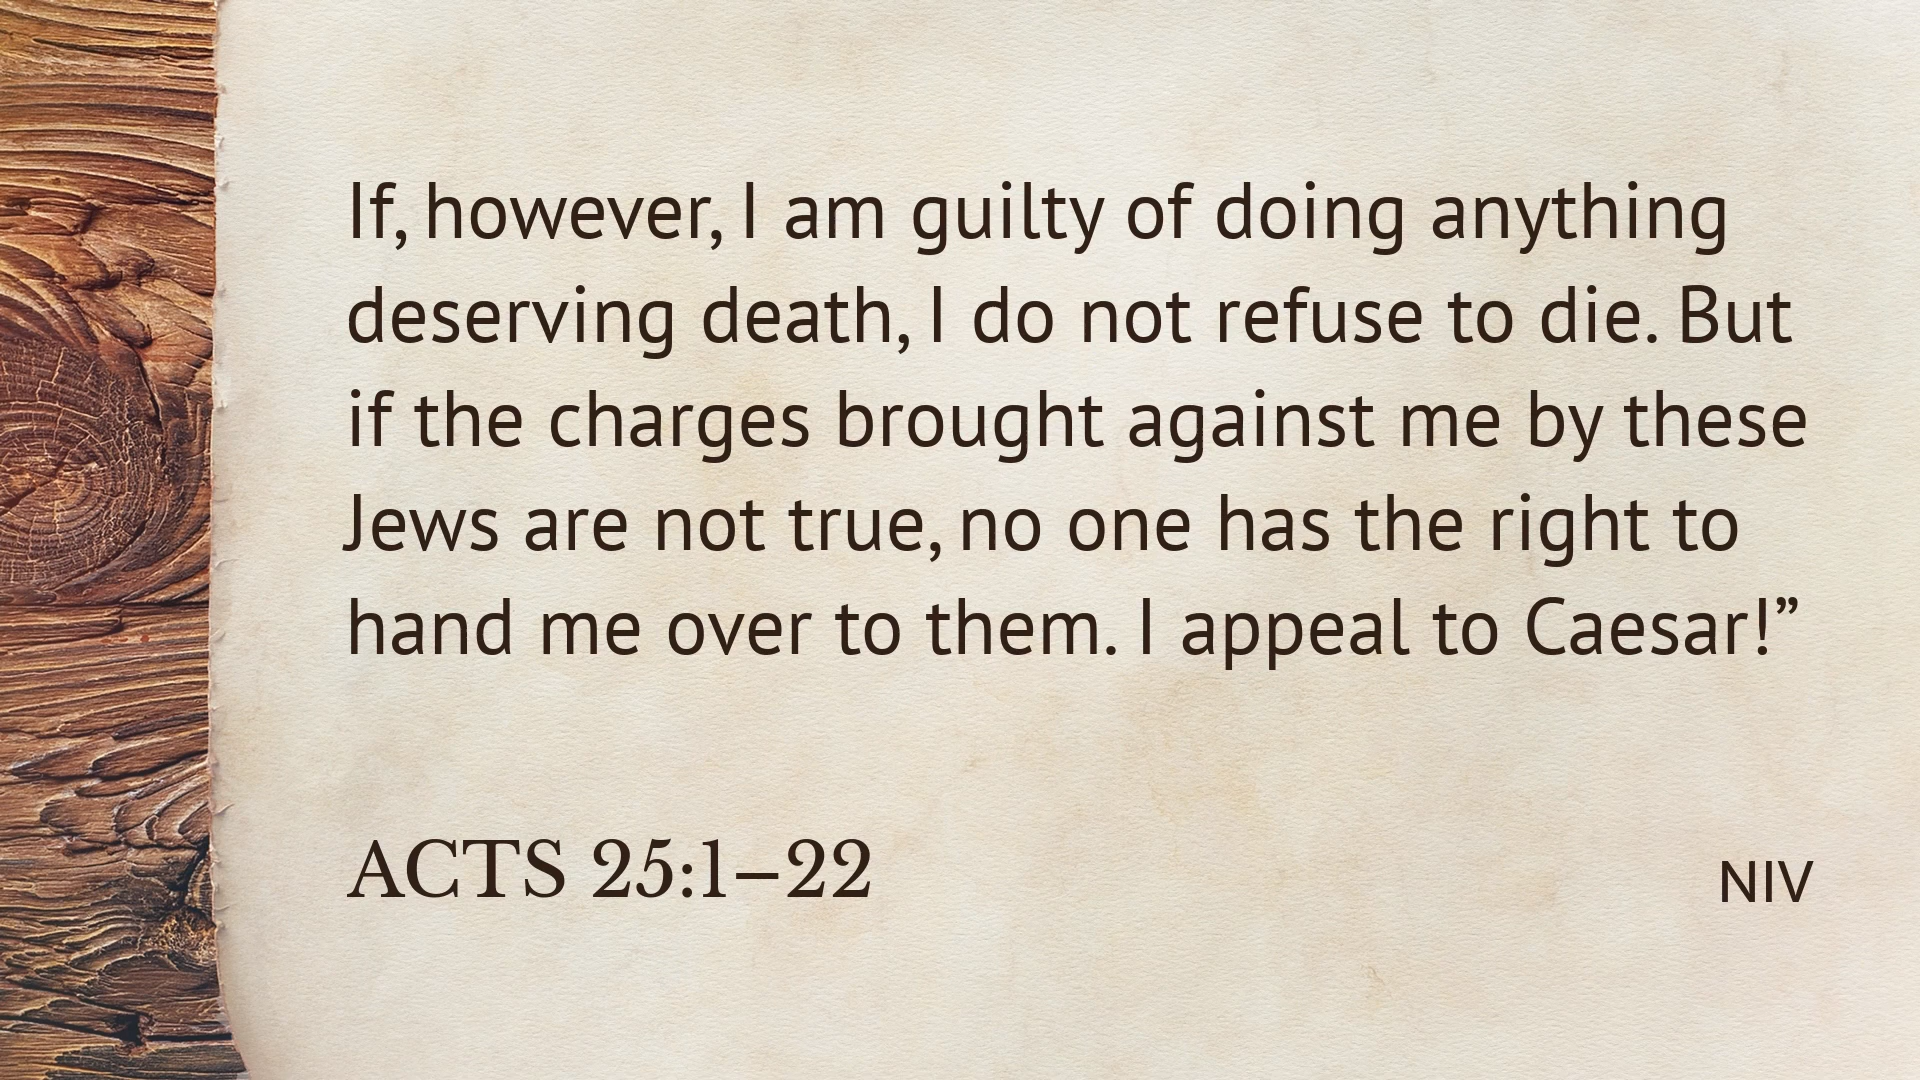 If, however, I am guilty of doing anything
deserving death, I do not refuse to die. But
if the charges brought against me by these
Jews are not true, no one has the right to
hand me over to them. I appeal to Caesar!”
ACTS 25:1–22
NIV